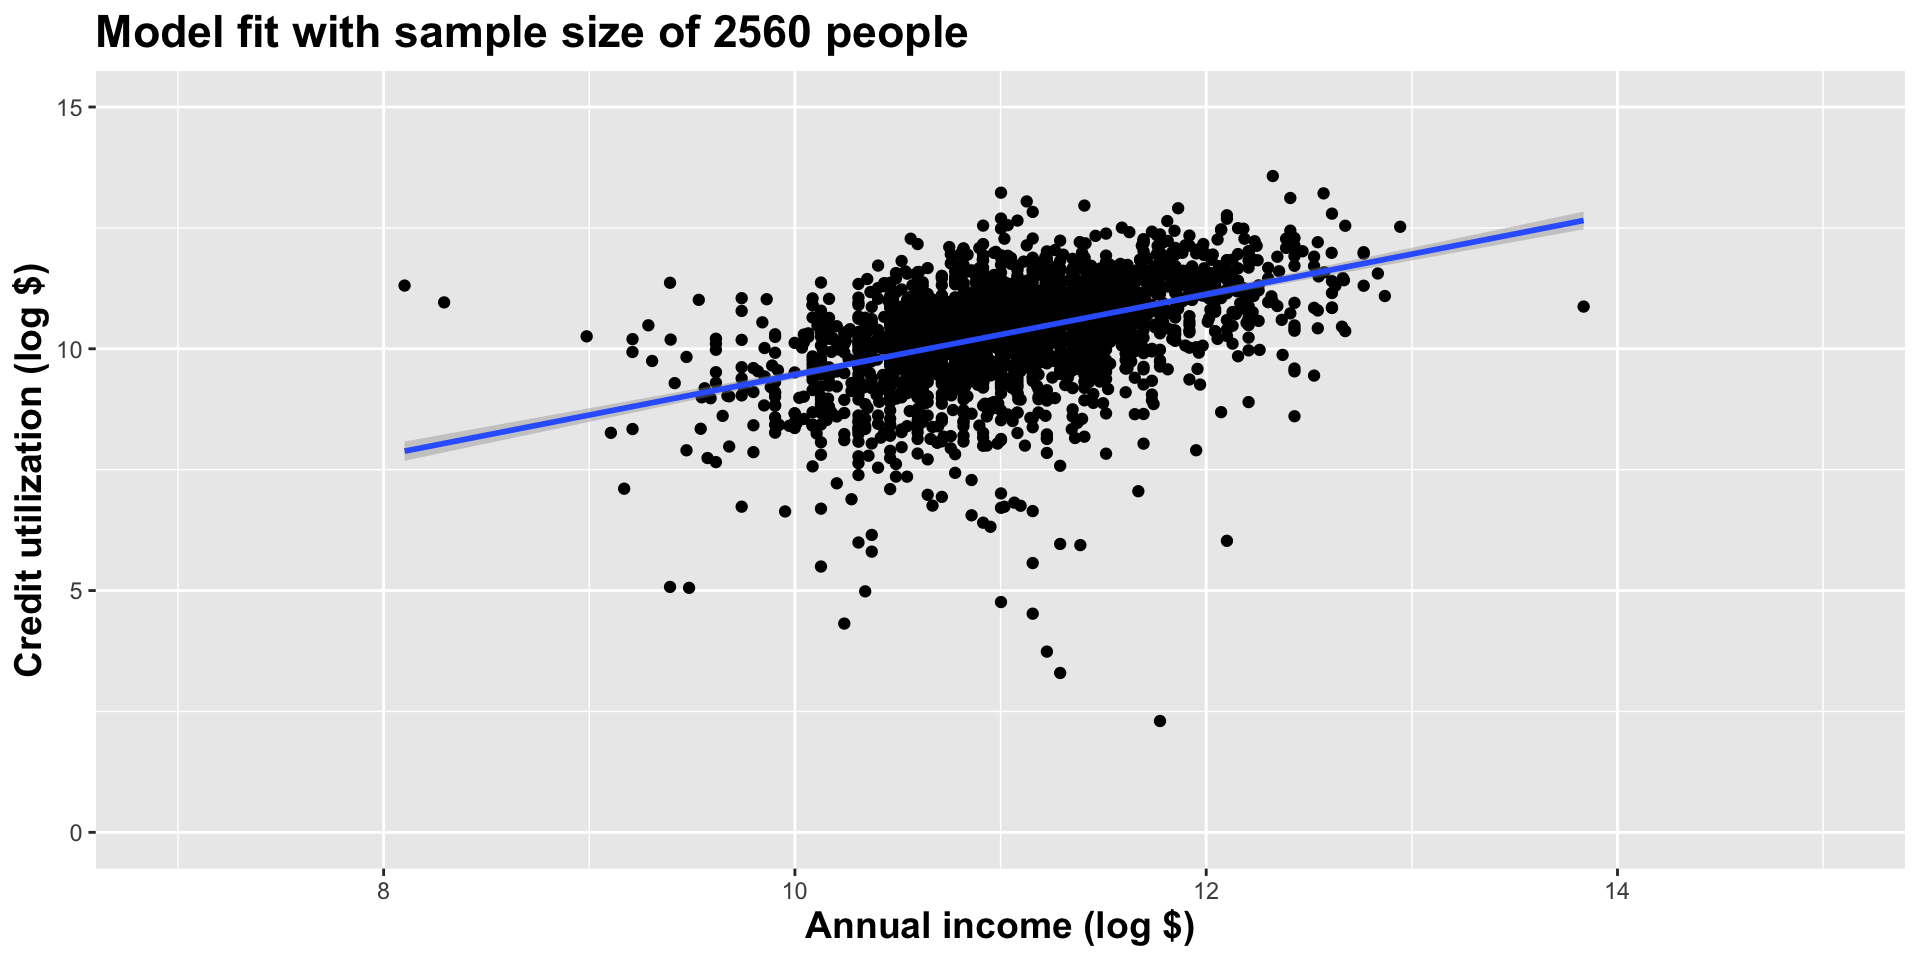 Model fit with sample size of 2560 people
15
10
5
0
Credit utilization (log $)
8 10 12 14
Annual income (log $)